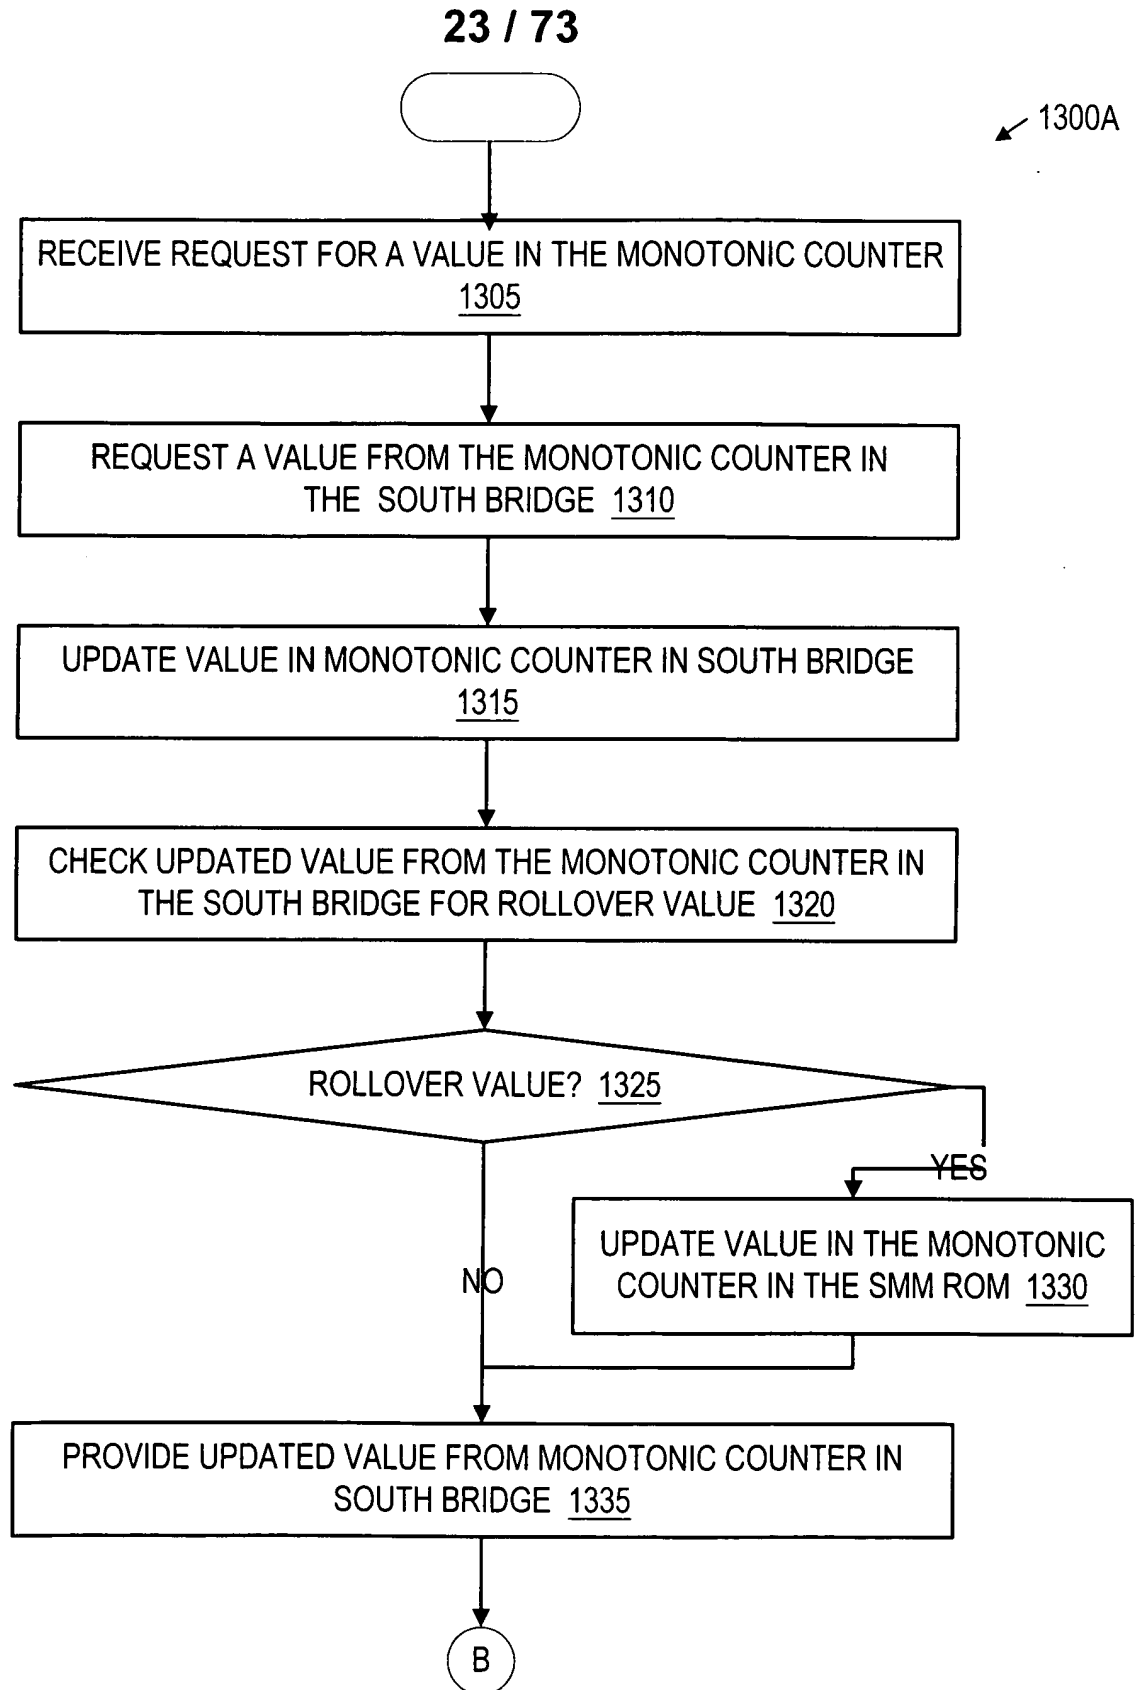 23 / 73
1300A
RECEIVE REQUEST FOR A VALUE IN THE MONOTONIC COUNTER
1305
REQUEST A VALUE FROM THE MONOTONIC COUNTER IN
THE SOUTH BRIDGE 1310
UPDATE VALUE IN MONOTONIC COUNTER IN SOUTH BRIDGE
1315
CHECK UPDATED VALUE FROM THE MONOTONIC COUNTER IN
THE SOUTH BRIDGE FOR ROLLOVER VALUE 1320
ROLLOVER VALUE? 1325
YES
UPDATE VALUE IN THE MONOTONIC
COUNTER IN THE SMM ROM 1330
NO
PROVIDE UPDATED VALUE FROM MONOTONIC COUNTER IN
SOUTH BRIDGE 1335
B